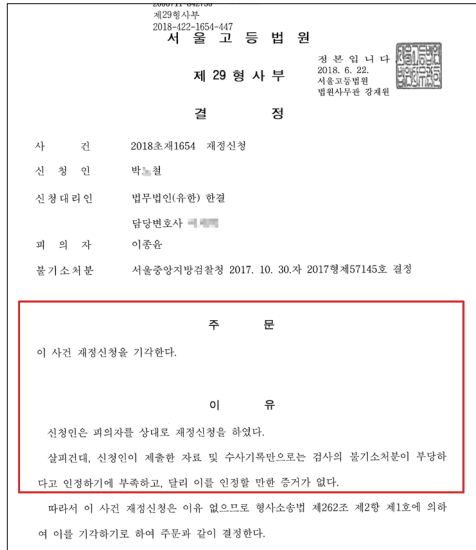 제29형사부
2018-422-1654-447
서 울 고 등 법 원
정 본 입 니 다
2018. 6. 22.
서울고등법원
법원사무관 강재원
제 29 형 사 부
결 정
사 건 2018초재1654 재정신청
신 청 인 박 철
신청대리인 법무법인(유한) 한결
담당변호사
피 의 자 이종윤
불기소처분 서울중앙지방검찰청 2017. 10. 30.자 2017형제57145호 결정
주 문
이 사건 재정신청을 기각한다.
이 유
신청인은 피의자를 상대로 재정신청을 하였다.
살피건대, 신청인이 제출한 자료 및 수사기록만으로는 검사의 불기소처분이 부당하
다고 인정하기에 부족하고, 달리 이를 인정할 만한 증거가 없다.
따라서 이 사건 재정신청은 이유 없으므로 형사소송법 제262조 제2항 제1호에 의하
여 이를 기각하기로 하여 주문과 같이 결정한다.